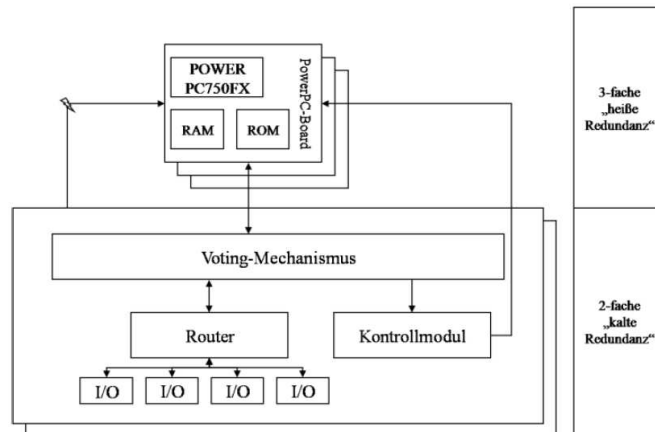 POWER
PC750FX
RAM
ROM
PowerPC-Board
3-fache
„heiße
Redundanz“
Voting-Mechanismus
Router
Kontrollmodul
I/O
I/O
I/O
I/O
2-fache
„kalte
Redundanz“